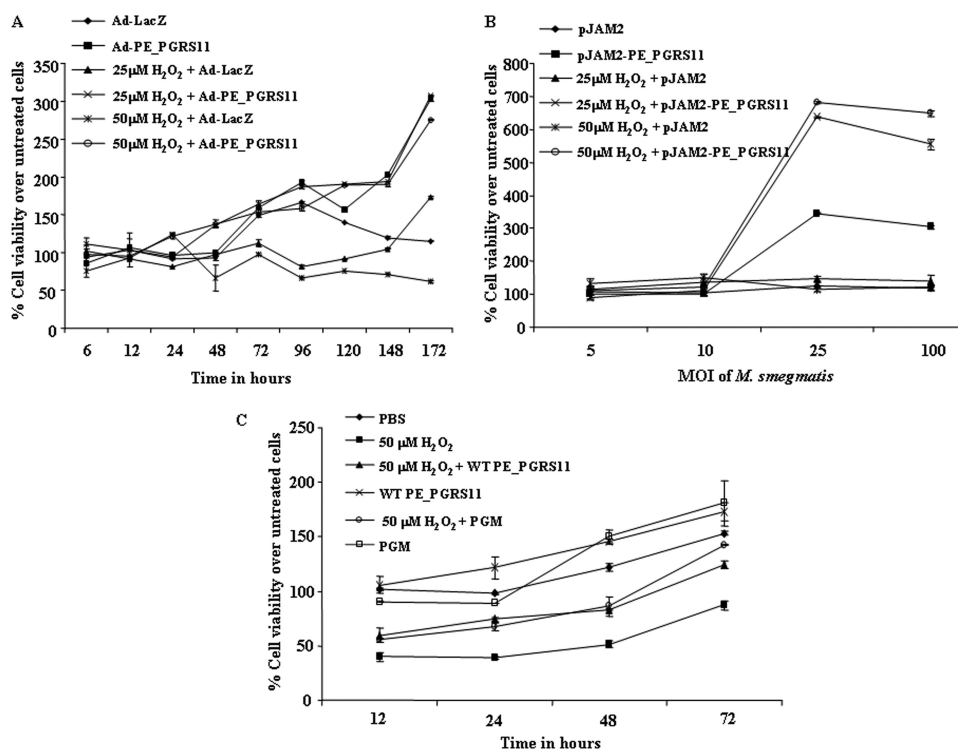 A
Ad-LacZ
Ad-PE_PGRS11
25μM H₂O₂ + Ad-LacZ
25μM H₂O₂ + Ad-PE_PGRS11
50μM H₂O₂ + Ad-LacZ
50μM H₂O₂ + Ad-PE_PGRS11
% Cell viability over untreated cells
350
300
250
200
150
100
50
0
6 12 24 48 72 96 120 148 172
Time in hours
B
pJAM2
pJAM2-PE_PGRS11
25μM H₂O₂ + pJAM2
25μM H₂O₂ + pJAM2-PE_PGRS11
50μM H₂O₂ + pJAM2
50μM H₂O₂ + pJAM2-PE_PGRS11
% Cell viability over untreated cells
800
700
600
500
400
300
200
100
0
5 10 25 100
MOI of M. smegmatis
C
PBS
50 μM H₂O₂
50 μM H₂O₂ + WT PE_PGRS11
WT PE_PGRS11
50 μM H₂O₂ + PGM
PGM
% Cell viability over untreated cells
250
200
150
100
50
0
12 24 48 72
Time in hours